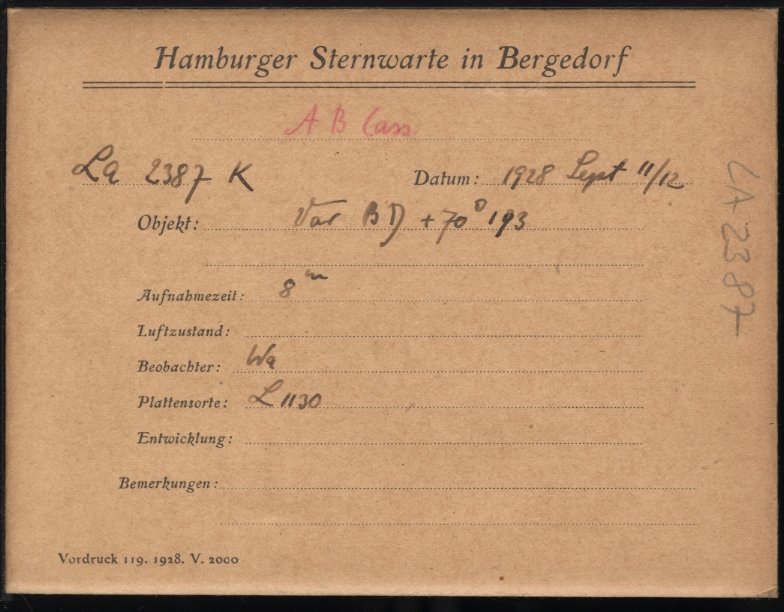 Hamburger Sternwarte in Bergedorf
A B Cass.
La 2387 K Datum: 1928 Sept 11/12
Objekt: Var BD +70° 193
Aufnahmezeit: 8m
Luftzustand:
Beobachter: Wa
Plattensorte: L 1130
Entwicklung:
Bemerkungen:
Vordruck 119. 1928. V. 2000
LA 2387